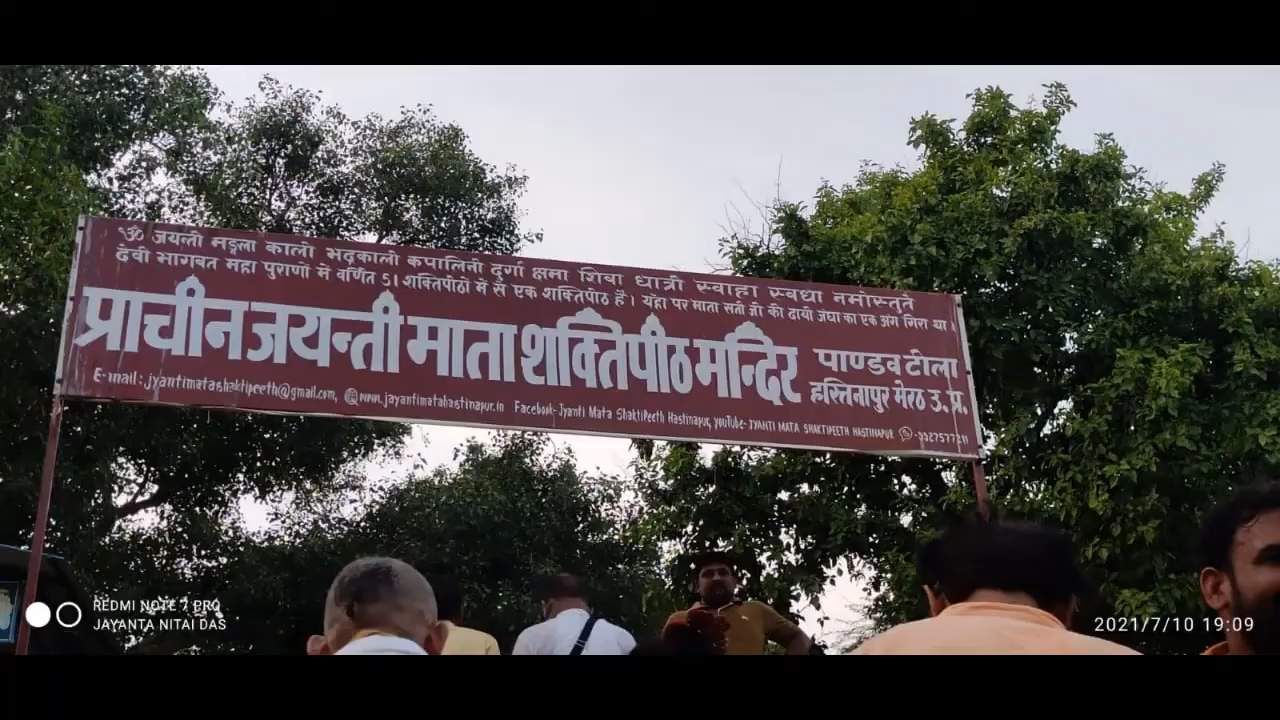 ॐ जयन्ती मङ्गला काली भद्रकाली कपालिनी दुर्गा क्षमा शिवा धात्री स्वाहा स्वधा नमोस्तुते
देवी भागवत महा पुराणों में वर्णित 51 शक्तिपीठों में से एक शक्तिपीठ है। यहाँ पर माता सती जी की दायी जंघा का एक अंग गिरा था।
प्राचीन जयन्ती माता शक्तिपीठ मन्दिर पाण्डव टीला
हस्तिनापुर मेरठ उ.प्र.
E-mail: jyantimatashaktipeeth@gmail.com, www.jayantimatahastinapur.in Facebook- Jyanti Mata Shaktipeeth Hastinapur, YouTube- JYANTI MATA SHAKTIPEETH HASTINAPUR
REDMI NOTE 7 PRO
JAYANTA NITAI DAS
2021/7/10 19:09